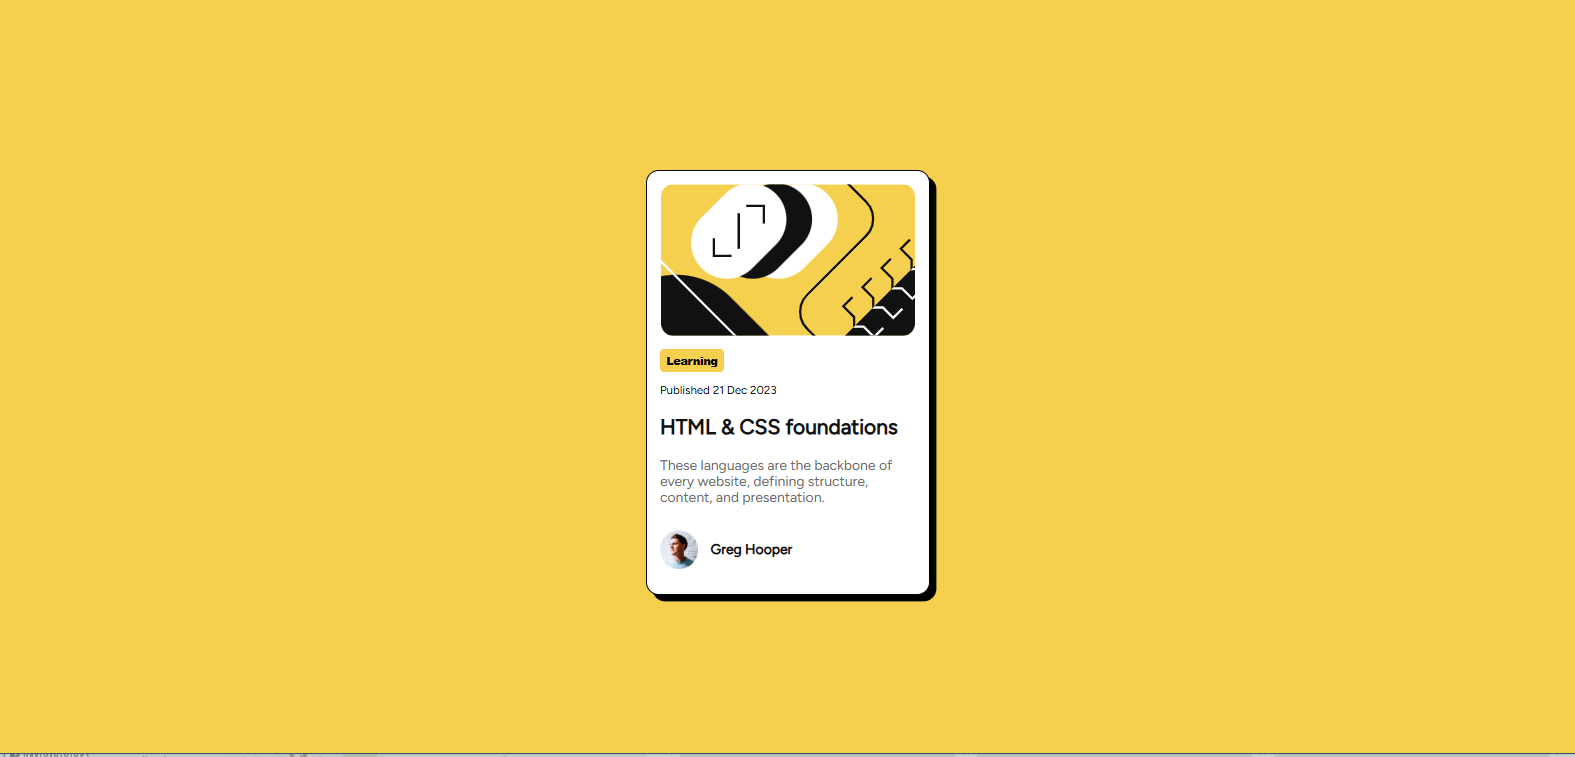 Learning
Published 21 Dec 2023
HTML & CSS foundations
These languages are the backbone of
every website, defining structure,
content, and presentation.
Greg Hooper